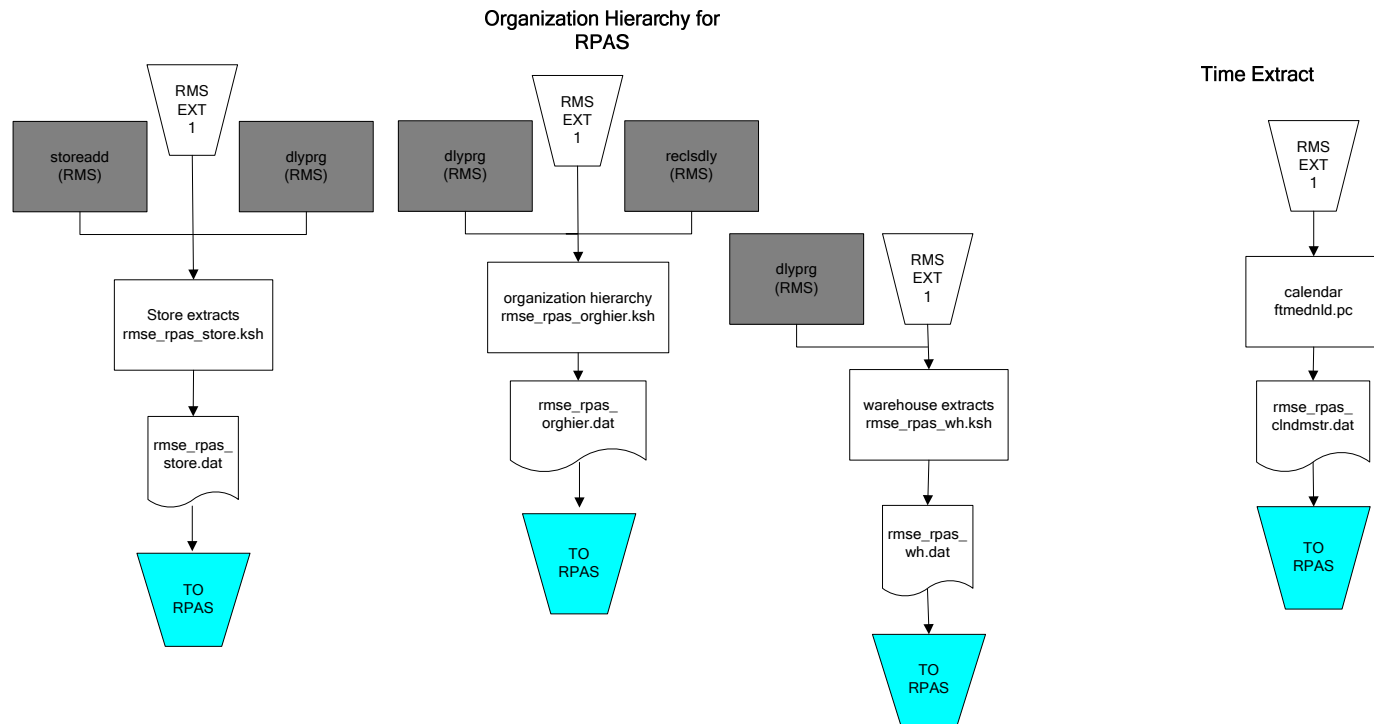 Organization Hierarchy for
RPAS
Time Extract
RMS
EXT
1
storeadd
(RMS)
dlyprg
(RMS)
Store extracts
rmse_rpas_store.ksh
rmse_rpas_
store.dat
TO
RPAS
RMS
EXT
1
dlyprg
(RMS)
reclsdly
(RMS)
organization hierarchy
rmse_rpas_orghier.ksh
rmse_rpas_
orghier.dat
TO
RPAS
dlyprg
(RMS)
RMS
EXT
1
warehouse extracts
rmse_rpas_wh.ksh
rmse_rpas_
wh.dat
TO
RPAS
RMS
EXT
1
calendar
ftmednld.pc
rmse_rpas_
clndmstr.dat
TO
RPAS